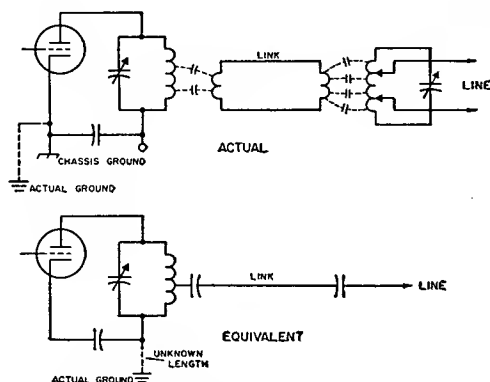 LINK
LINE
CHASSIS GROUND
ACTUAL
ACTUAL GROUND
LINK
LINE
EQUIVALENT
UNKNOWN
LENGTH
ACTUAL GROUND